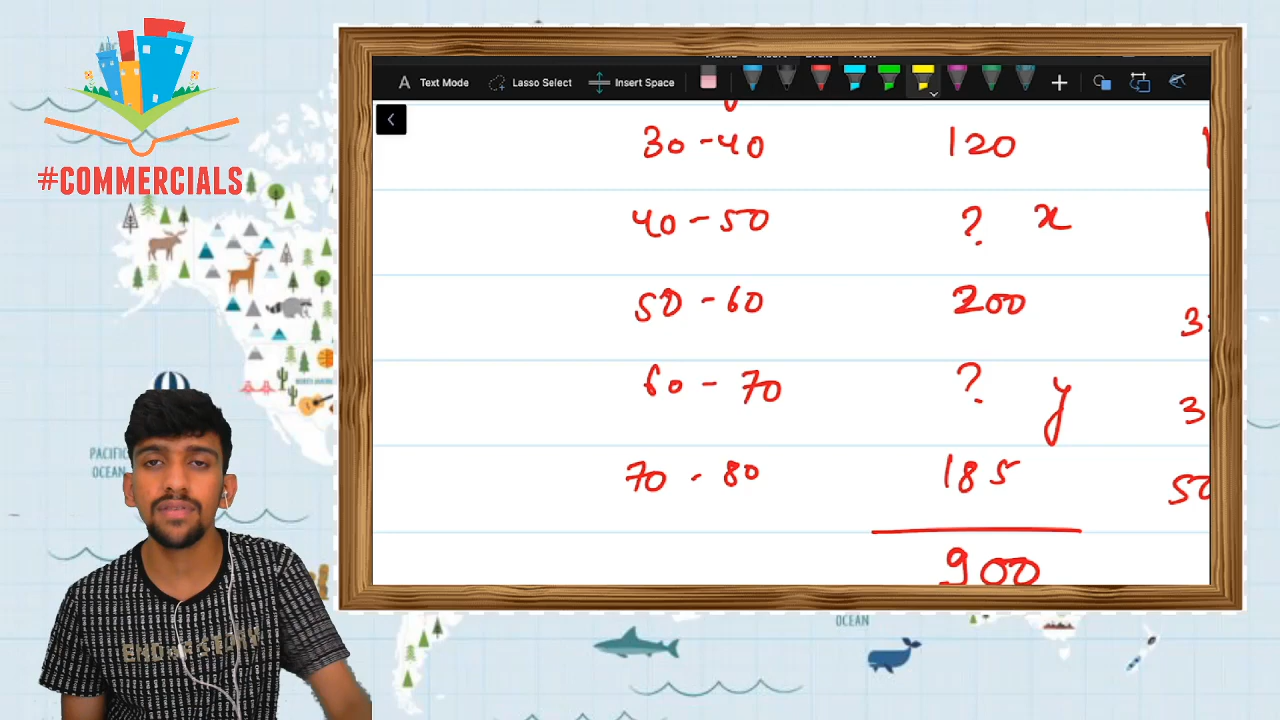 #COMMERCIALS
Text Mode Lasso Select Insert Space
30 - 40 120
40 - 50 ? x
50 - 60 200
60 - 70 ? y
70 - 80 185
900
PACIFIC
OCEAN
OCEAN